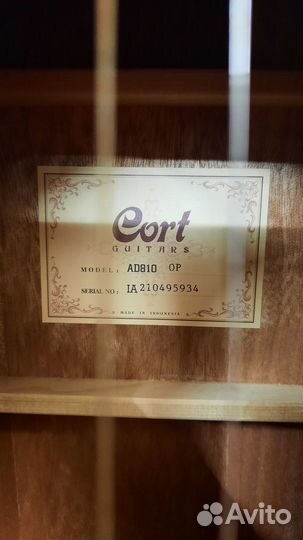 Cort
GUITARS
MODEL : AD810 OP
SERIAL NO : IA210495934
MADE IN INDONESIA
Avito